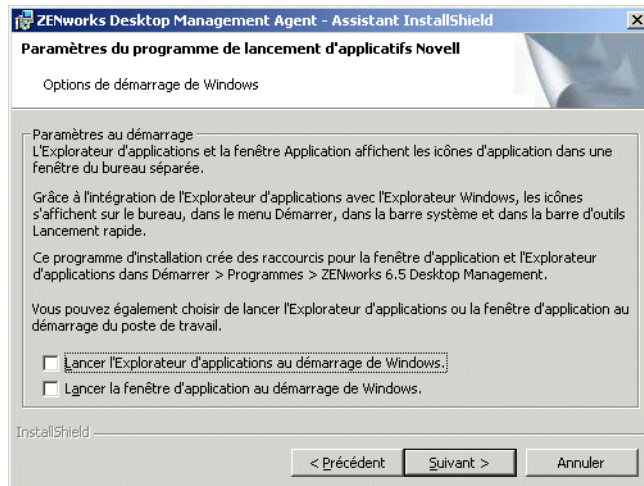 ZENworks Desktop Management Agent - Assistant InstallShield
Paramètres du programme de lancement d'applicatifs Novell
Options de démarrage de Windows
Paramètres au démarrage
L'Explorateur d'applications et la fenêtre Application affichent les icônes d'application dans une
fenêtre du bureau séparée.
Grâce à l'intégration de l'Explorateur d'applications avec l'Explorateur Windows, les icônes
s'affichent sur le bureau, dans le menu Démarrer, dans la barre système et dans la barre d'outils
Lancement rapide.
Ce programme d'installation crée des raccourcis pour la fenêtre d'application et l'Explorateur
d'applications dans Démarrer > Programmes > ZENworks 6.5 Desktop Management.
Vous pouvez également choisir de lancer l'Explorateur d'applications ou la fenêtre d'application au
démarrage du poste de travail.
Lancer l'Explorateur d'applications au démarrage de Windows.
Lancer la fenêtre d'application au démarrage de Windows.
InstallShield
< Précédent
Suivant >
Annuler